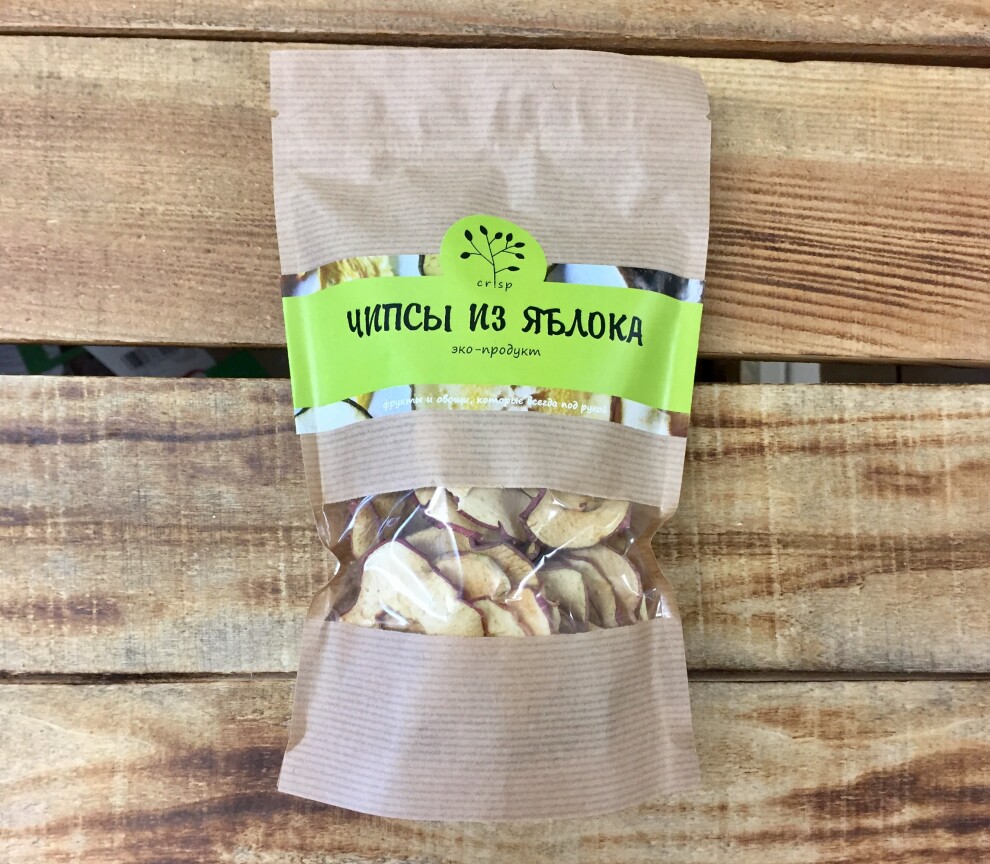 crisp
ЧИПСЫ ИЗ ЯБЛОКА
эко-продукт
фрукты и овощи, которые всегда под рукой